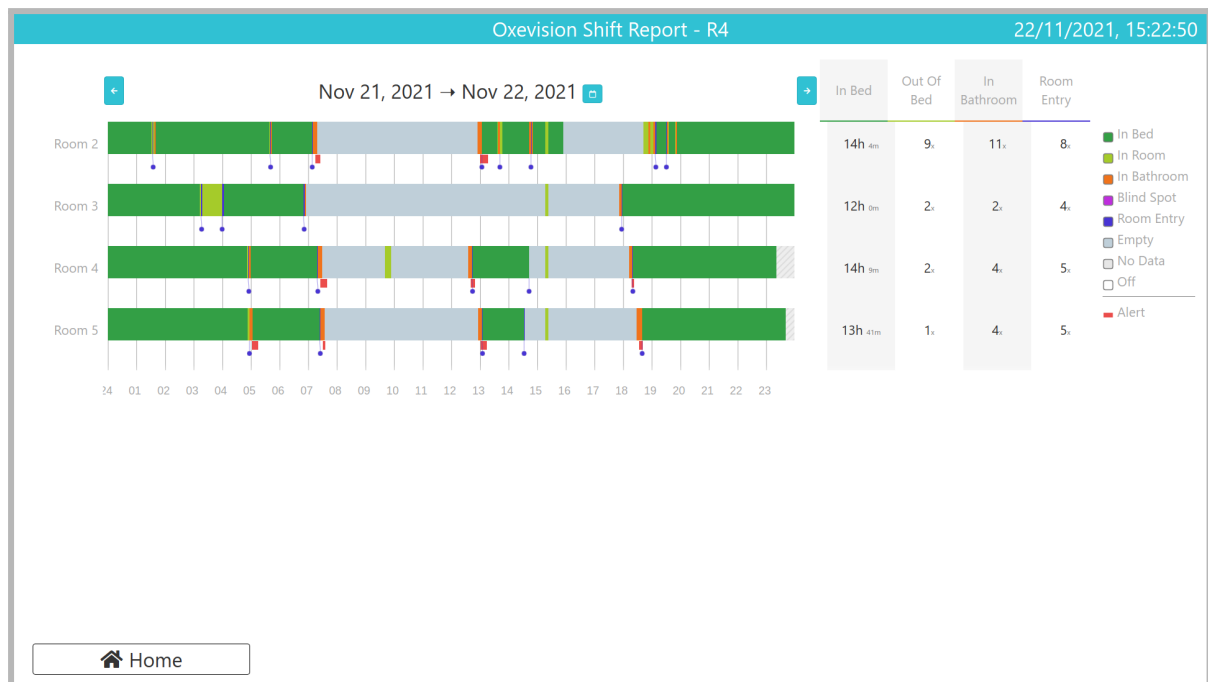 Oxevision Shift Report - R4
22/11/2021, 15:22:50
Nov 21, 2021 → Nov 22, 2021
In Bed
Out Of Bed
In Bathroom
Room Entry
Room 2
14h 4m 9x 11x 8x
Room 3
12h 0m 2x 2x 4x
Room 4
14h 9m 2x 4x 5x
Room 5
13h 41m 1x 4x 5x
24 01 02 03 04 05 06 07 08 09 10 11 12 13 14 15 16 17 18 19 20 21 22 23
In Bed
In Room
In Bathroom
Blind Spot
Room Entry
Empty
No Data
Off
Alert
Home